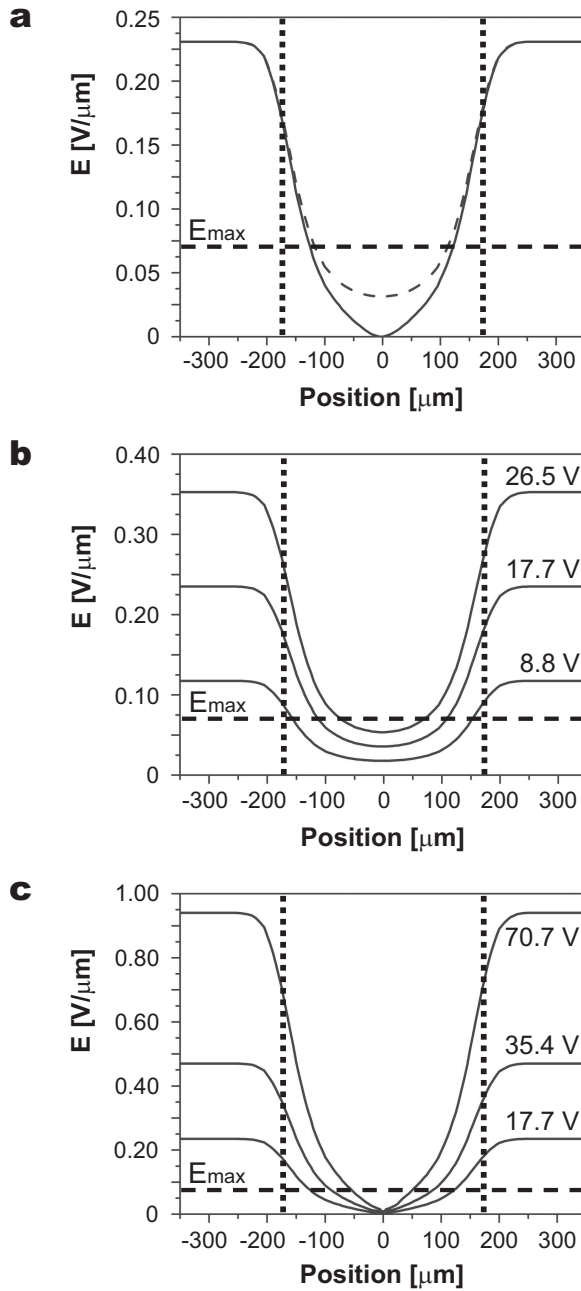 a
E [V/μm]
0.25
0.20
0.15
0.10
0.05
0
Emax
-300 -200 -100 0 100 200 300
Position [μm]
b
E [V/μm]
0.40
0.30
0.20
0.10
0
26.5 V
17.7 V
8.8 V
Emax
-300 -200 -100 0 100 200 300
Position [μm]
c
E [V/μm]
1.00
0.80
0.60
0.40
0.20
0
70.7 V
35.4 V
17.7 V
Emax
-300 -200 -100 0 100 200 300
Position [μm]